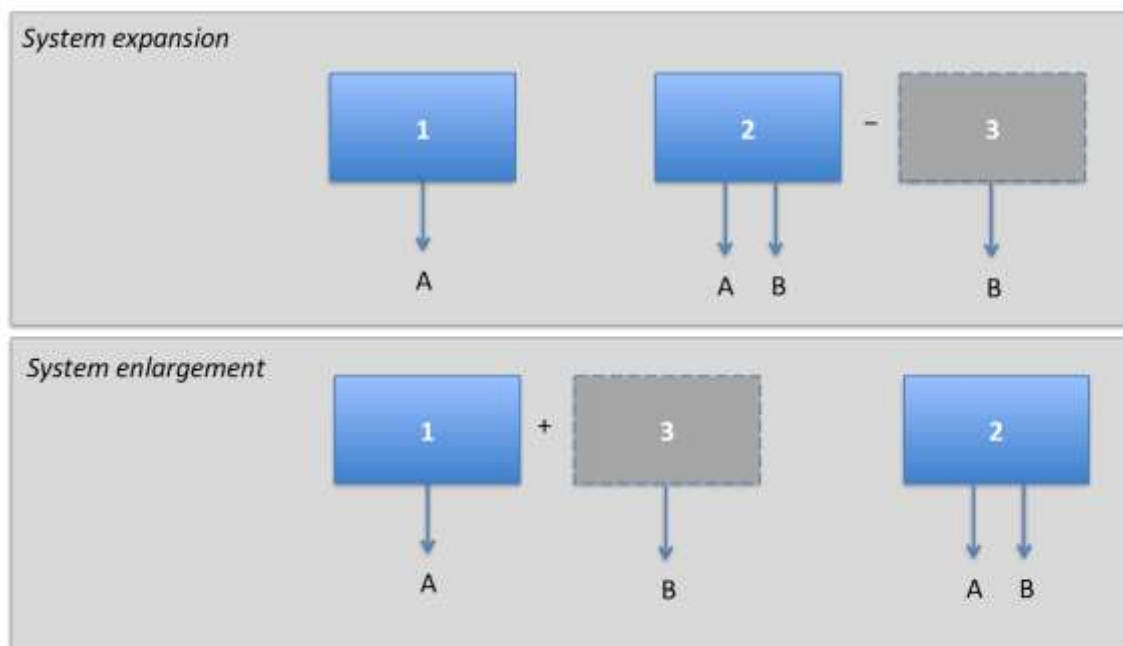 System expansion
1 2 – 3
A A B B
System enlargement
1 + 3 2
A B A B